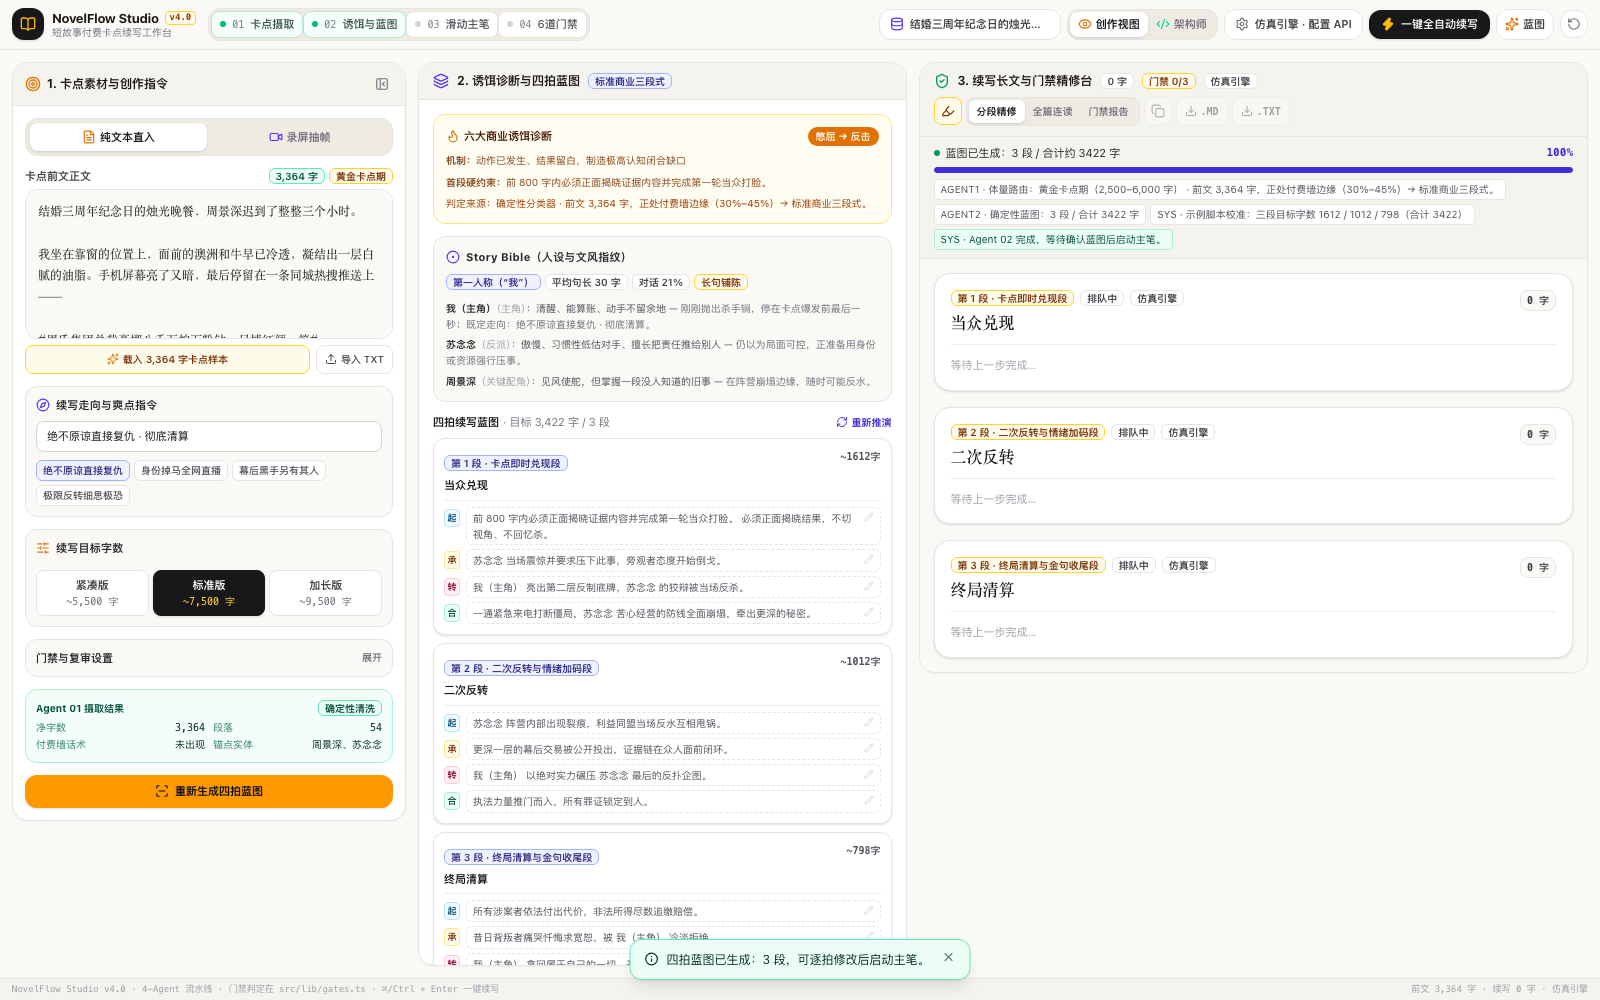 NovelFlow Studio v4.0
短故事付费卡点续写工作台
01 卡点摄取
02 诱饵与蓝图
03 滑动主笔
04 6道门禁
结婚三周年纪念日的烛光...
创作视图
架构师
仿真引擎 · 配置 API
一键全自动续写
蓝图
1. 卡点素材与创作指令
纯文本直入
录屏抽帧
卡点前文正文
3,364 字
黄金卡点期
结婚三周年纪念日的烛光晚餐，周景深迟到了整整三个小时。
我坐在靠窗的位置上，面前的澳洲和牛早已冷透，凝结出一层白
腻的油脂。手机屏幕亮了又暗，最后停留在一条同城热搜推送上
——
载入 3,364 字卡点样本
导入 TXT
续写走向与爽点指令
绝不原谅直接复仇 · 彻底清算
绝不原谅直接复仇
身份掉马全网直播
幕后黑手另有其人
极限反转细思极恐
续写目标字数
紧凑版
~5,500 字
标准版
~7,500 字
加长版
~9,500 字
门禁与复审设置
展开
Agent 01 摄取结果
确定性清洗
净字数 3,364 段落 54
付费墙话术 未出现 锚点实体 周景深、苏念念
重新生成四拍蓝图
2. 诱饵诊断与四拍蓝图
标准商业三段式
六大商业诱饵诊断
憋屈 → 反击
机制：动作已发生、结果留白，制造极高认知闭合缺口
首段硬约束：前 800 字内必须正面揭晓证据内容并完成第一轮当众打脸。
判定来源：确定性分类器 · 前文 3,364 字，正处付费墙边缘（30%–45%）→ 标准商业三段式。
Story Bible（人设与文风指纹）
第一人称（“我”）
平均句长 30 字
对话 21%
长句铺陈
我（主角）（主角）：清醒、能算账、动手不留余地 — 刚刚抛出杀手锏，停在卡点爆发前最后一
秒；既定走向：绝不原谅直接复仇 · 彻底清算。
苏念念（反派）：傲慢、习惯性低估对手、擅长把责任推给别人 — 仍以为局面可控，正准备用身份
或资源强行压事。
周景深（关键配角）：见风使舵，但掌握一段没人知道的旧事 — 在阵营崩塌边缘，随时可能反水。
四拍续写蓝图 · 目标 3,422 字 / 3 段
重新推演
第 1 段 · 卡点即时兑现段
~1612字
当众兑现
起 前 800 字内必须正面揭晓证据内容并完成第一轮当众打脸。 必须正面揭晓结果，不切
视角、不回忆杀。
承 苏念念 当场震惊并要求压下此事，旁观者态度开始倒戈。
转 我（主角） 亮出第二层反制底牌，苏念念 的狡辩被当场反杀。
合 一通紧急来电打断僵局，苏念念 苦心经营的防线全面崩塌，牵出更深的秘密。
第 2 段 · 二次反转与情绪加码段
~1012字
二次反转
起 苏念念 阵营内部出现裂痕，利益同盟当场反水互相甩锅。
承 更深一层的幕后交易被公开投出，证据链在众人面前闭环。
转 我（主角） 以绝对实力碾压 苏念念 最后的反扑企图。
合 执法力量推门而入，所有罪证锁定到人。
第 3 段 · 终局清算与金句收尾段
~798字
终局清算
起 所有涉案者依法付出代价，非法所得尽数追缴赔偿。
承 昔日背叛者痛哭忏悔求宽恕，被 我（主角） 冷淡拒绝
转
3. 续写长文与门禁精修台
0 字
门禁 0/3
仿真引擎
分段精修
全篇连读
门禁报告
.MD
.TXT
蓝图已生成：3 段 / 合计约 3422 字
100%
AGENT1 · 体量路由：黄金卡点期（2,500–6,000 字） · 前文 3,364 字，正处付费墙边缘（30%–45%）→ 标准商业三段式。
AGENT2 · 确定性蓝图：3 段 / 合计 3422 字
SYS · 示例脚本校准：三段目标字数 1612 / 1012 / 798（合计 3422）
SYS · Agent 02 完成，等待确认蓝图后启动主笔。
第 1 段 · 卡点即时兑现段
排队中
仿真引擎
0 字
当众兑现
等待上一步完成...
第 2 段 · 二次反转与情绪加码段
排队中
仿真引擎
0 字
二次反转
等待上一步完成...
第 3 段 · 终局清算与金句收尾段
排队中
仿真引擎
0 字
终局清算
等待上一步完成...
四拍蓝图已生成：3 段，可逐拍修改后启动主笔。
NovelFlow Studio v4.0 · 4-Agent 流水线 · 门禁判定在 src/lib/gates.ts · ⌘/Ctrl + Enter 一键续写
前文 3,364 字 · 续写 0 字 · 仿真引擎